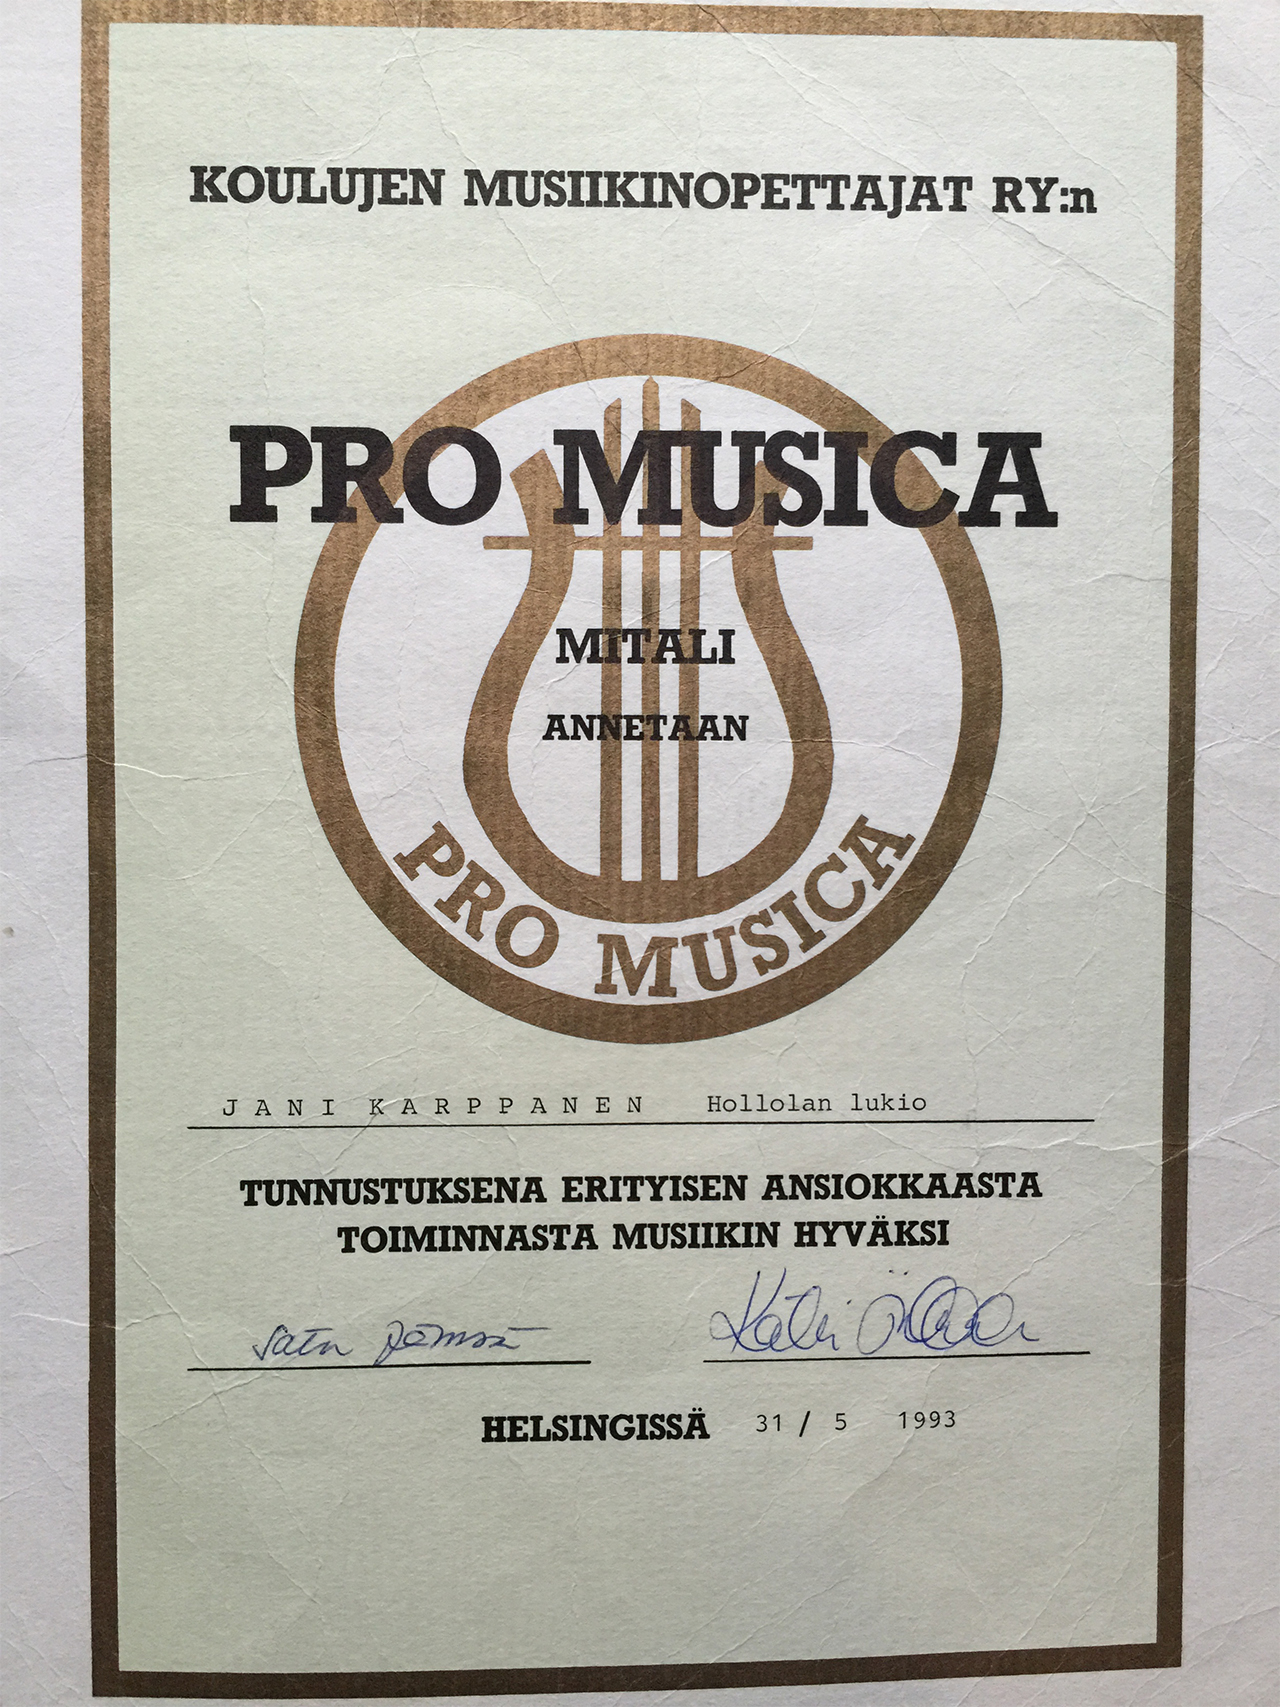 KOULUJEN MUSIIKINOPETTAJAT RY:n
PRO MUSICA
MITALI
ANNETAAN
PRO MUSICA
JANI KARPPANEN Hollolan lukio
TUNNUSTUKSENA ERITYISEN ANSIOKKAASTA
TOIMINNASTA MUSIIKIN HYVÄKSI
Satu
HELSINGISSÄ 31 / 5 1993